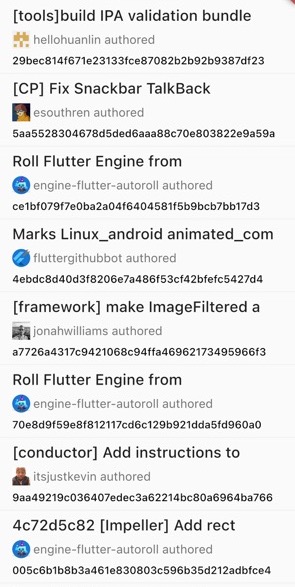 [tools]build IPA validation bundle
hellohuanlin authored
29bec814f671e23133fce87082b2b92b9387df23
[CP] Fix Snackbar TalkBack
esouthren authored
5aa5528304678d5ded6aaa88c70e803822e9a59a
Roll Flutter Engine from
engine-flutter-autoroll authored
ce1bf079f7e0ba2a04f6404581f5b9bcb7bb17d3
Marks Linux_android animated_com
fluttergithubbot authored
4ebdc8d40d3f8206e7a486f53cf42bfefc5427d4
[framework] make ImageFiltered a
jonahwilliams authored
a7726a4317c9421068c94ffa46962173495966f3
Roll Flutter Engine from
engine-flutter-autoroll authored
70e8d9f59e8f812117cd6c129b921dda5fd960a0
[conductor] Add instructions to
itsjustkevin authored
9aa49219c036407edec3a62214bc80a6964ba766
4c72d5c82 [Impeller] Add rect
engine-flutter-autoroll authored
005c6b1b8b3a461e830803c596b35d212adbfce4